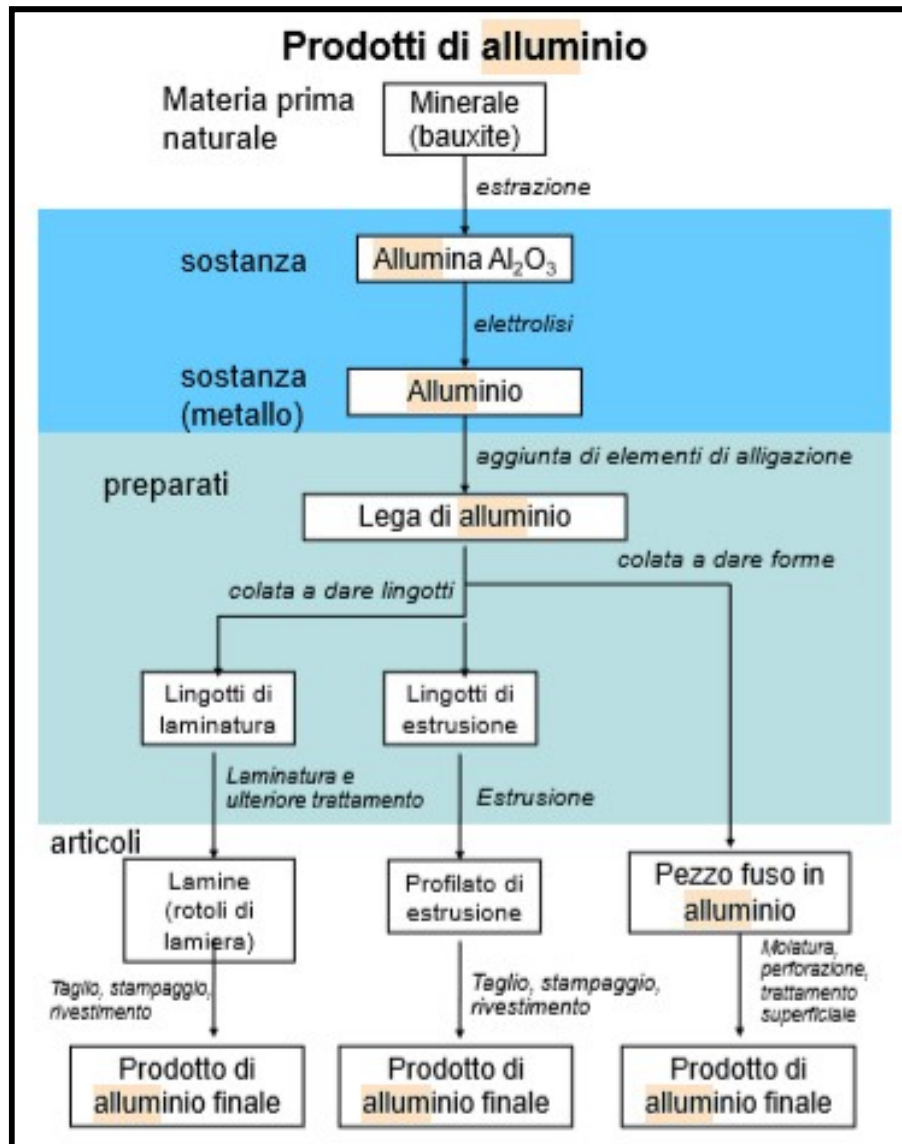 Prodotti di alluminio
Materia prima
naturale
Minerale
(bauxite)
estrazione
sostanza
Allumina Al₂O₃
elettrolisi
sostanza
(metallo)
Alluminio
aggiunta di elementi di alligazione
preparati
Lega di alluminio
colata a dare forme
colata a dare lingotti
Lingotti di
laminatura
Lingotti di
estrusione
Laminatura e
ulteriore trattamento
Estrusione
articoli
Lamine
(rotoli di
lamiera)
Profilato di
estrusione
Pezzo fuso in
alluminio
Taglio, stampaggio,
rivestimento
Taglio, stampaggio,
rivestimento
Molatura,
perforazione,
trattamento
superficiale
Prodotto di
alluminio finale
Prodotto di
alluminio finale
Prodotto di
alluminio finale